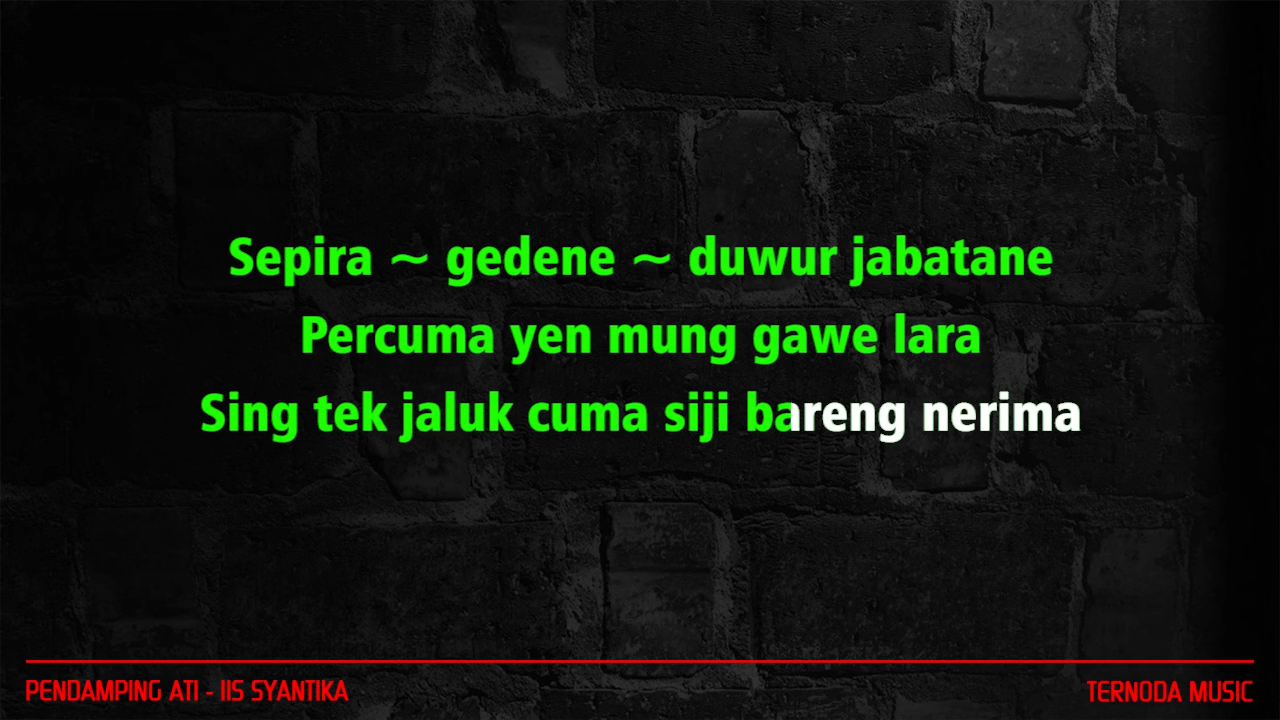 Sepira ~ gedene ~ duwur jabatane
Percuma yen mung gawe lara
Sing tek jaluk cuma siji bareng nerima
PENDAMPING ATI - IIS SYANTIKA
TERNODA MUSIC